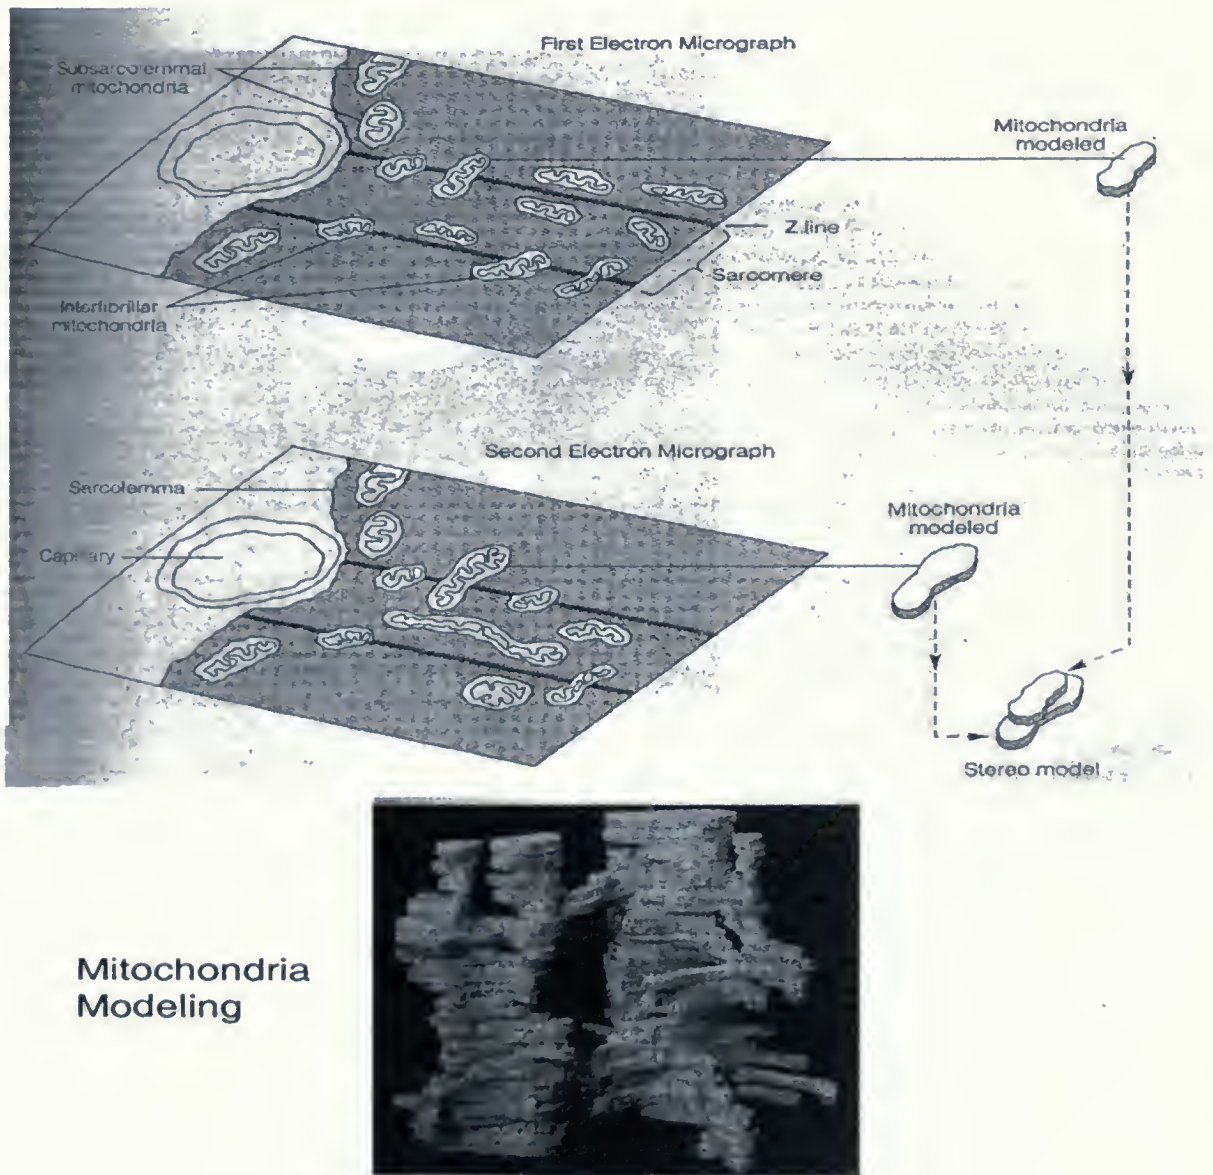 First Electron Micrograph
Subsarcolemmal
mitochondria
Mitochondria
modeled
Z line
Sarcomere
Interfibrillar
mitochondria
Second Electron Micrograph
Sarcolemma
Mitochondria
modeled
Capillary
Stereo model
Mitochondria
Modeling